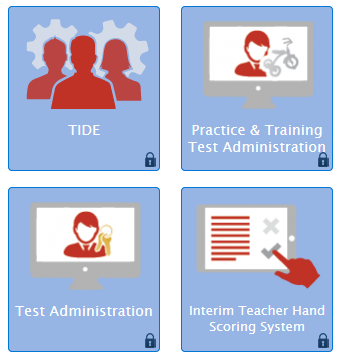 TIDE
Practice & Training
Test Administration
Test Administration
Interim Teacher Hand
Scoring System